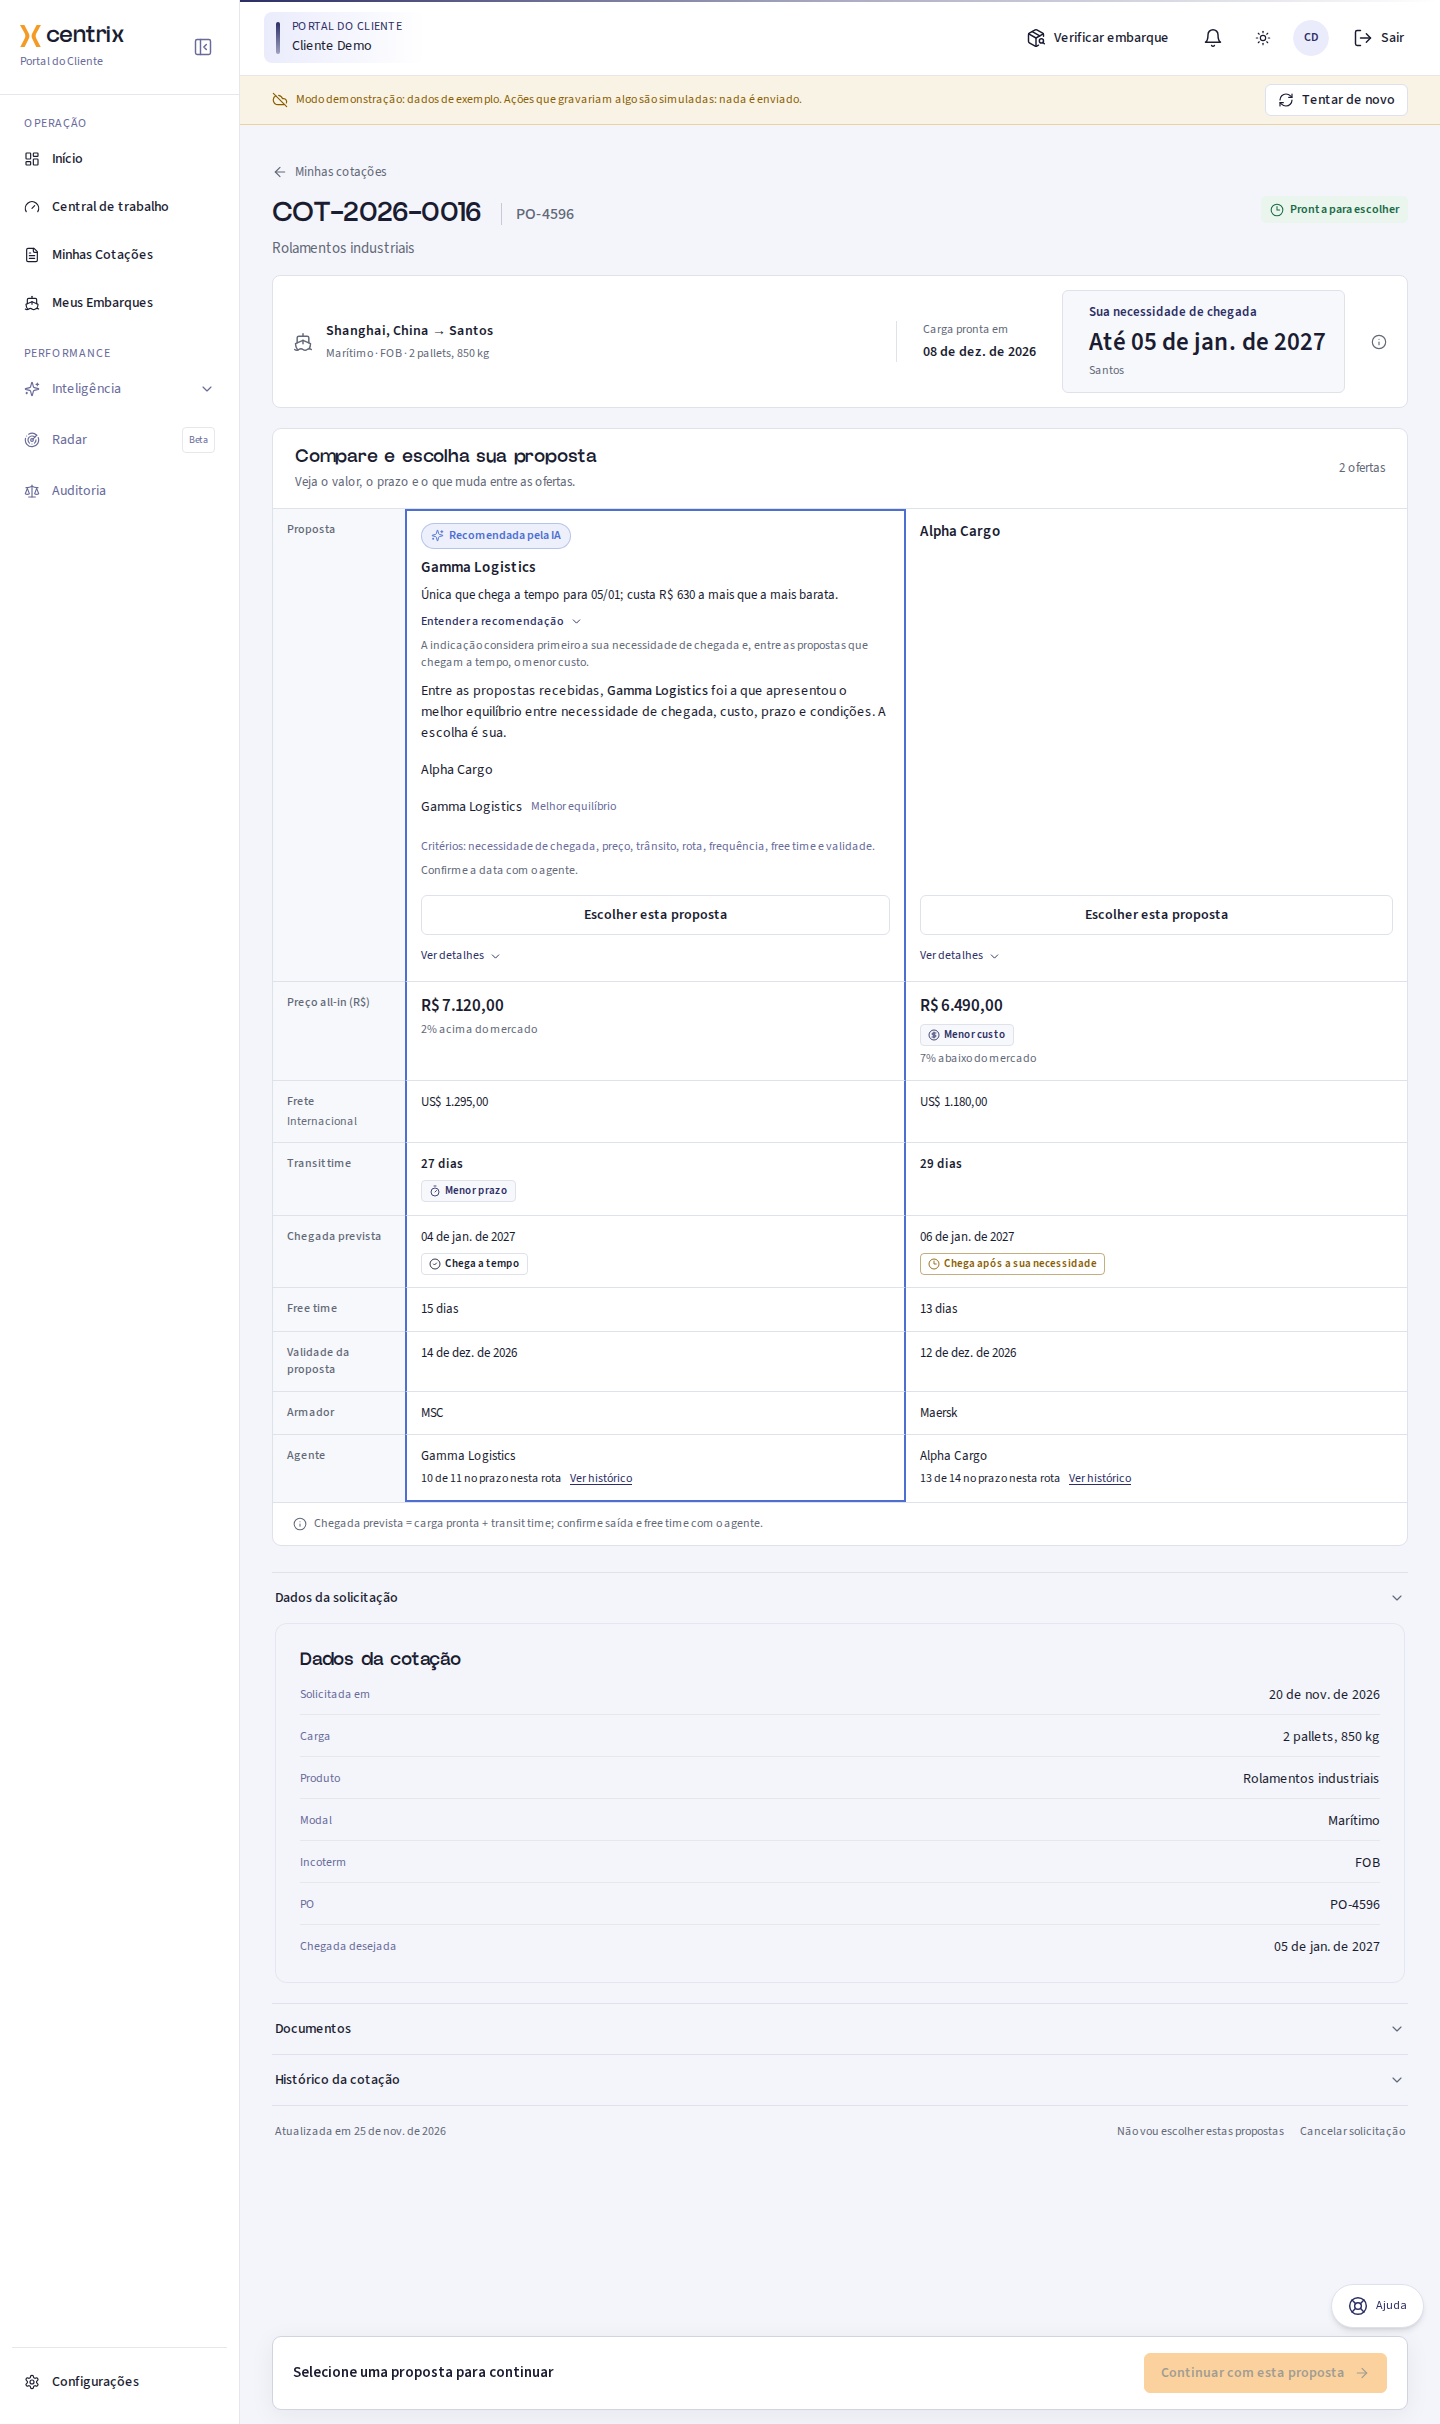 centrix
Portal do Cliente
OPERAÇÃO
Início
Central de trabalho
Minhas Cotações
Meus Embarques
PERFORMANCE
Inteligência
Radar
Beta
Auditoria
Configurações
PORTAL DO CLIENTE
Cliente Demo
Verificar embarque
CD
Sair
Modo demonstração: dados de exemplo. Ações que gravariam algo são simuladas: nada é enviado.
Tentar de novo
Minhas cotações
COT-2026-0016
PO-4596
Pronta para escolher
Rolamentos industriais
Shanghai, China → Santos
Marítimo · FOB · 2 pallets, 850 kg
Carga pronta em
08 de dez. de 2026
Sua necessidade de chegada
Até 05 de jan. de 2027
Santos
Compare e escolha sua proposta
Veja o valor, o prazo e o que muda entre as ofertas.
2 ofertas
Proposta
Recomendada pela IA
Gamma Logistics
Única que chega a tempo para 05/01; custa R$ 630 a mais que a mais barata.
Entender a recomendação
A indicação considera primeiro a sua necessidade de chegada e, entre as propostas que
chegam a tempo, o menor custo.
Entre as propostas recebidas, Gamma Logistics foi a que apresentou o
melhor equilíbrio entre necessidade de chegada, custo, prazo e condições. A
escolha é sua.
Alpha Cargo
Gamma Logistics Melhor equilíbrio
Critérios: necessidade de chegada, preço, trânsito, rota, frequência, free time e validade.
Confirme a data com o agente.
Escolher esta proposta
Ver detalhes
Alpha Cargo
Escolher esta proposta
Ver detalhes
Preço all-in (R$)
R$ 7.120,00
2% acima do mercado
R$ 6.490,00
Menor custo
7% abaixo do mercado
Frete
Internacional
US$ 1.295,00
US$ 1.180,00
Transit time
27 dias
Menor prazo
29 dias
Chegada prevista
04 de jan. de 2027
Chega a tempo
06 de jan. de 2027
Chega após a sua necessidade
Free time
15 dias
13 dias
Validade da
proposta
14 de dez. de 2026
12 de dez. de 2026
Armador
MSC
Maersk
Agente
Gamma Logistics
10 de 11 no prazo nesta rota Ver histórico
Alpha Cargo
13 de 14 no prazo nesta rota Ver histórico
Chegada prevista = carga pronta + transit time; confirme saída e free time com o agente.
Dados da solicitação
Dados da cotação
Solicitada em
20 de nov. de 2026
Carga
2 pallets, 850 kg
Produto
Rolamentos industriais
Modal
Marítimo
Incoterm
FOB
PO
PO-4596
Chegada desejada
05 de jan. de 2027
Documentos
Histórico da cotação
Atualizada em 25 de nov. de 2026
Não vou escolher estas propostas
Cancelar solicitação
Ajuda
Selecione uma proposta para continuar
Continuar com esta proposta